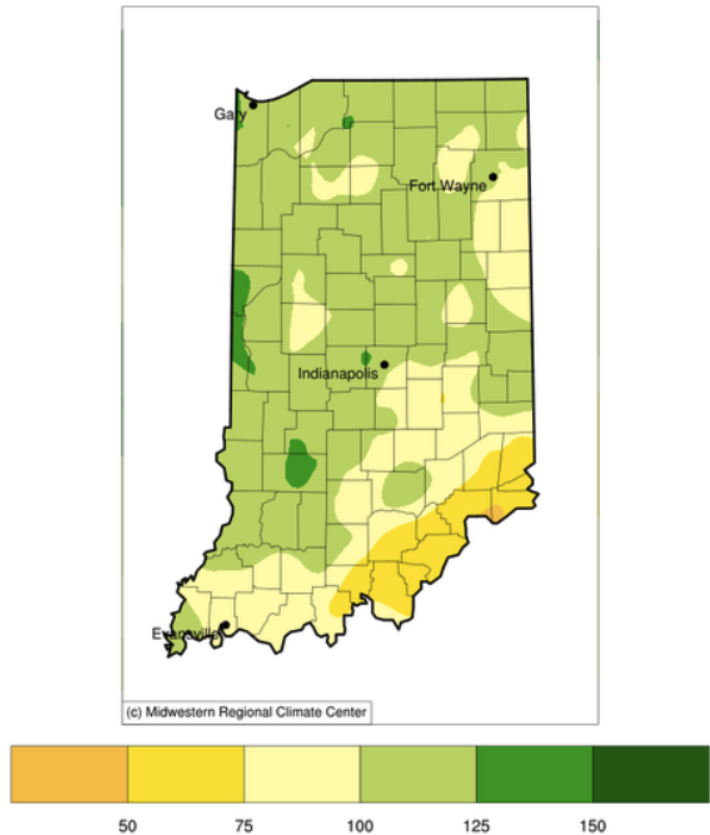 Gary
Fort Wayne
Indianapolis
Evansville
(c) Midwestern Regional Climate Center
50 75 100 125 150